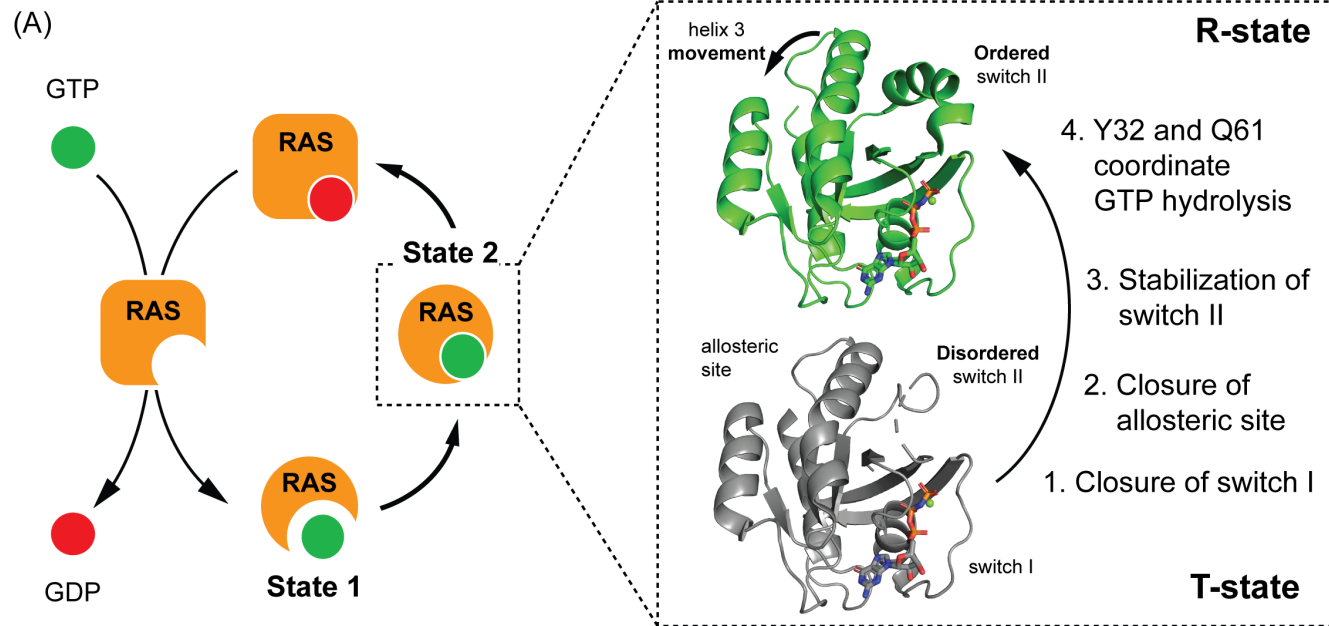 (A)
GTP
RAS
RAS
State 2
RAS
RAS
GDP
State 1
helix 3
movement
Ordered
switch II
R-state
4. Y32 and Q61
coordinate
GTP hydrolysis
3. Stabilization of
switch II
allosteric
site
Disordered
switch II
2. Closure of
allosteric site
1. Closure of switch I
switch I
T-state